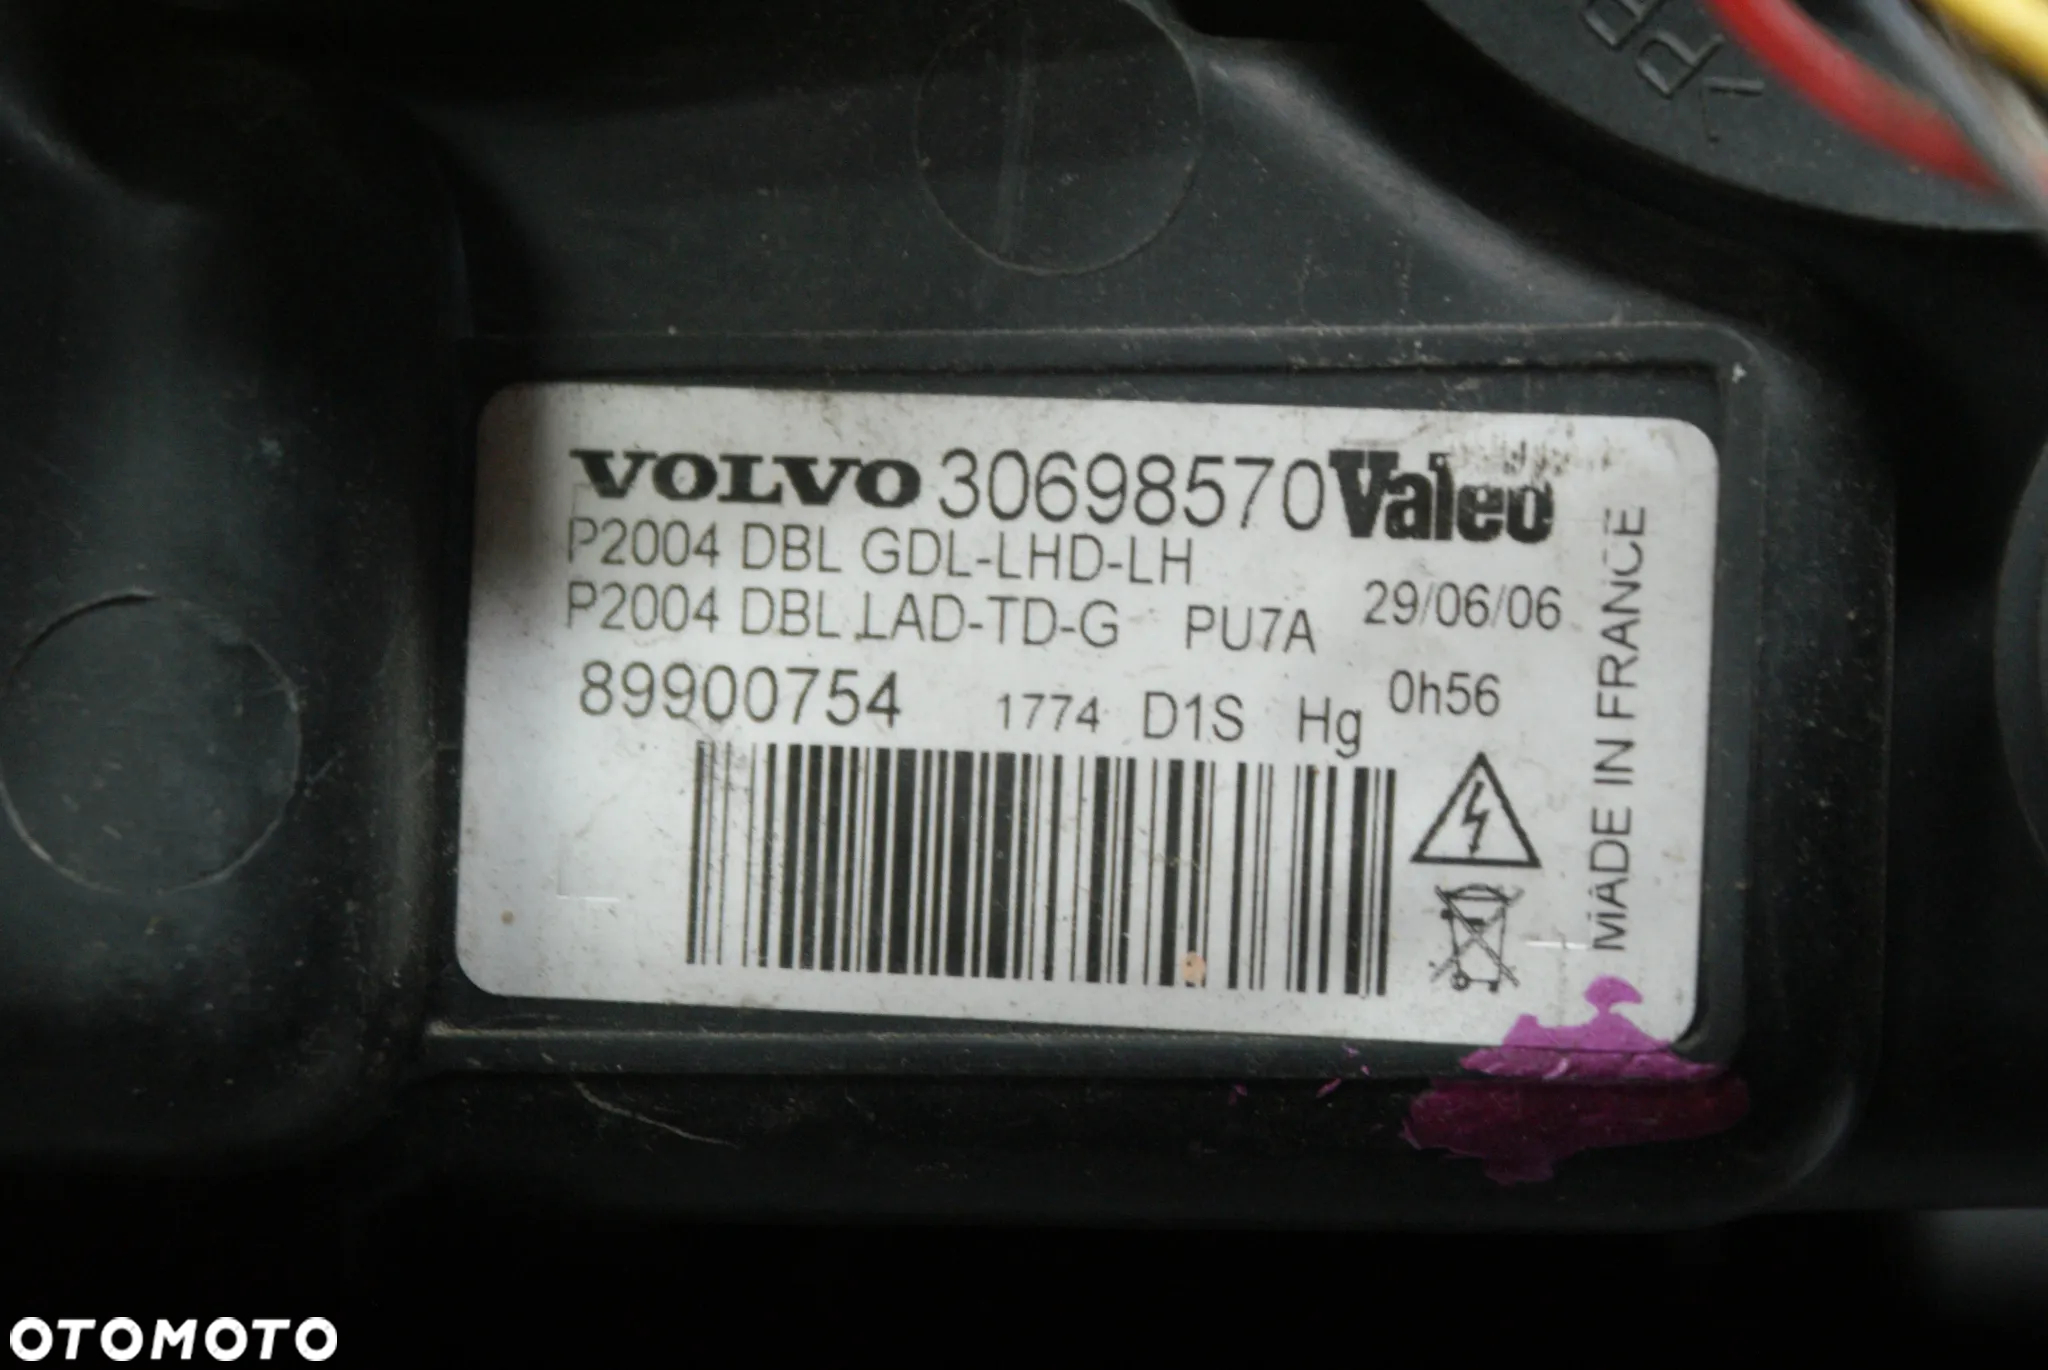 VOLVO 30698570 Valeo
P2004 DBL GDL-LHD-LH
P2004 DBL LAD-TD-G PU7A 29/06/06
89900754 1774 D1S Hg 0h56
MADE IN FRANCE
OTOMOTO